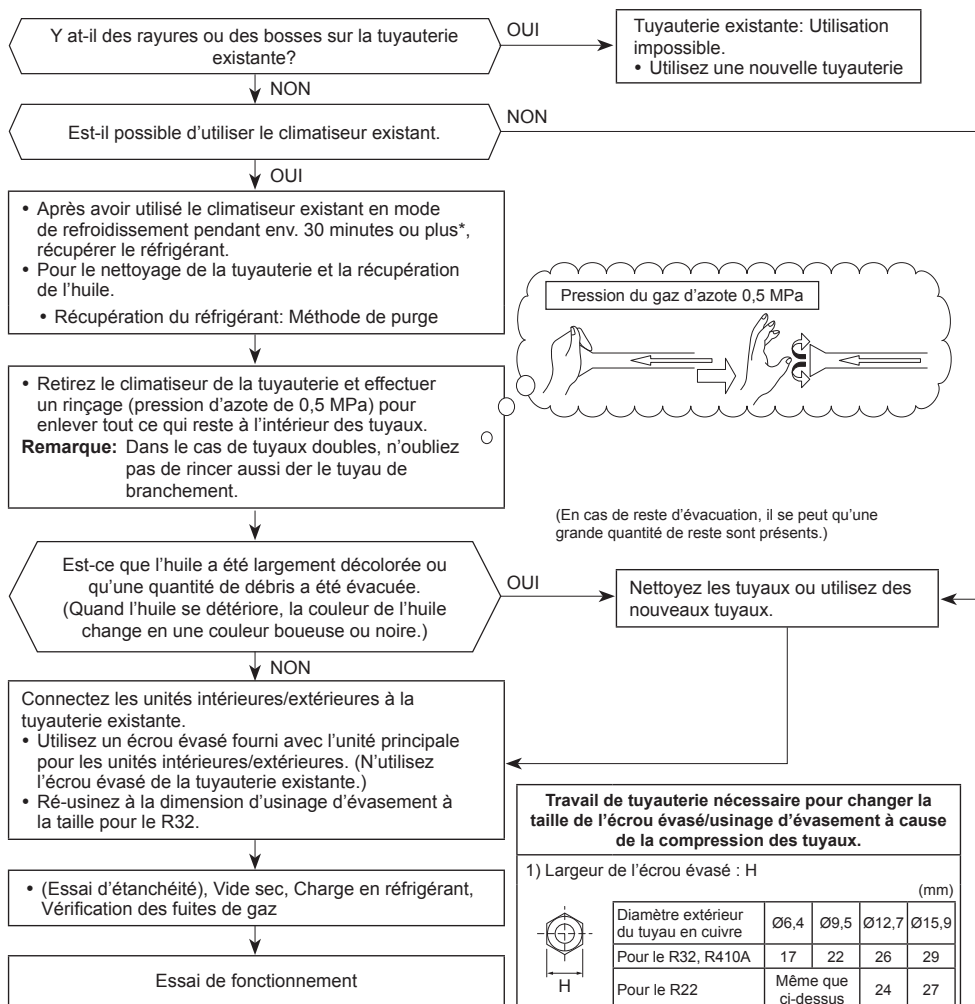 Y at-il des rayures ou des bosses sur la tuyauterie
existante?
OUI
Tuyauterie existante: Utilisation
impossible.
• Utilisez une nouvelle tuyauterie
NON
Est-il possible d'utiliser le climatiseur existant.
NON
OUI
• Après avoir utilisé le climatiseur existant en mode
de refroidissement pendant env. 30 minutes ou plus*,
récupérer le réfrigérant.
• Pour le nettoyage de la tuyauterie et la récupération
de l'huile.
• Récupération du réfrigérant: Méthode de purge
Pression du gaz d'azote 0,5 MPa
• Retirez le climatiseur de la tuyauterie et effectuer
un rinçage (pression d'azote de 0,5 MPa) pour
enlever tout ce qui reste à l'intérieur des tuyaux.
Remarque: Dans le cas de tuyaux doubles, n'oubliez
pas de rincer aussi der le tuyau de
branchement.
(En cas de reste d'évacuation, il se peut qu'une
grande quantité de reste sont présents.)
Est-ce que l'huile a été largement décolorée ou
qu'une quantité de débris a été évacuée.
(Quand l'huile se détériore, la couleur de l'huile
change en une couleur boueuse ou noire.)
OUI
Nettoyez les tuyaux ou utilisez des
nouveaux tuyaux.
NON
Connectez les unités intérieures/extérieures à la
tuyauterie existante.
• Utilisez un écrou évasé fourni avec l'unité principale
pour les unités intérieures/extérieures. (N'utilisez
l'écrou évasé de la tuyauterie existante.)
• Ré-usinez à la dimension d'usinage d'évasement à
la taille pour le R32.
• (Essai d'étanchéité), Vide sec, Charge en réfrigérant,
Vérification des fuites de gaz
Essai de fonctionnement
Travail de tuyauterie nécessaire pour changer la
taille de l'écrou évasé/usinage d'évasement à cause
de la compression des tuyaux.
1) Largeur de l'écrou évasé : H
(mm)
H
Diamètre extérieur
du tuyau en cuivre
Ø6,4 Ø9,5 Ø12,7 Ø15,9
Pour le R32, R410A 17 22 26 29
Pour le R22 Même que
ci-dessus 24 27